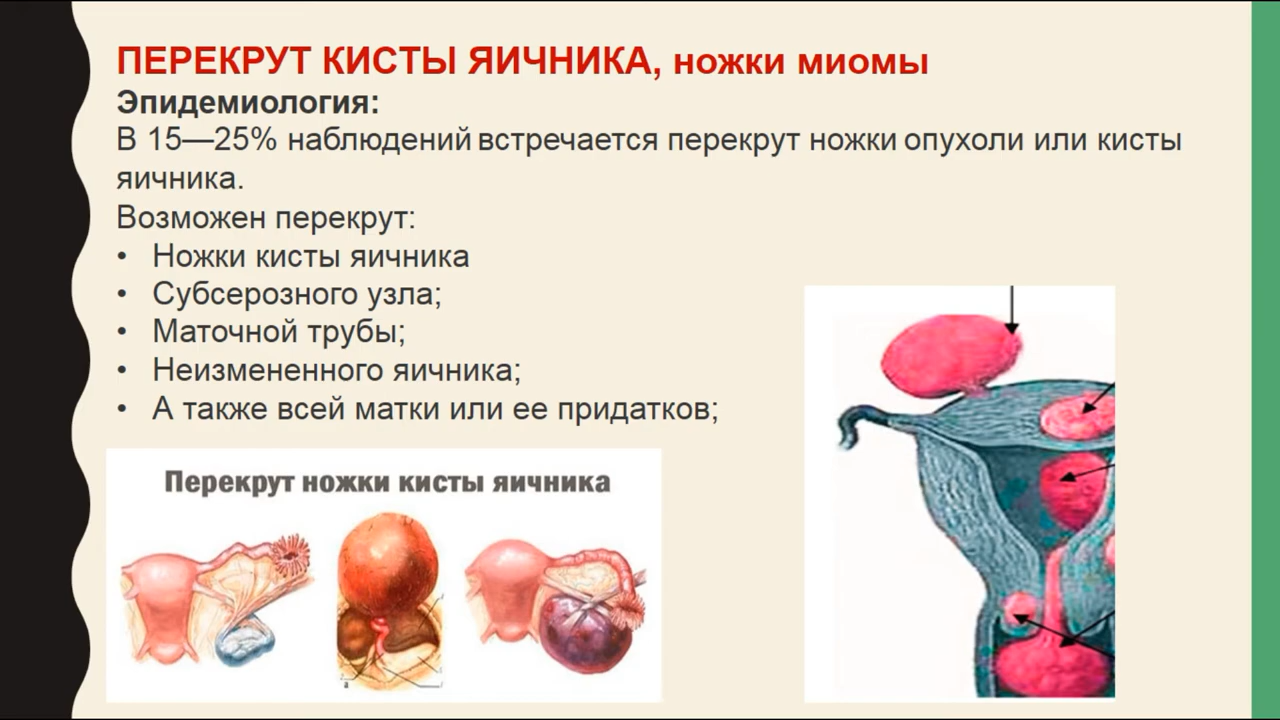 ПЕРЕКРУТ КИСТЫ ЯИЧНИКА, ножки миомы
Эпидемиология:
В 15—25% наблюдений встречается перекрут ножки опухоли или кисты
яичника.
Возможен перекрут:
• Ножки кисты яичника
• Субсерозного узла;
• Маточной трубы;
• Неизмененного яичника;
• А также всей матки или ее придатков;
Перекрут ножки кисты яичника
а